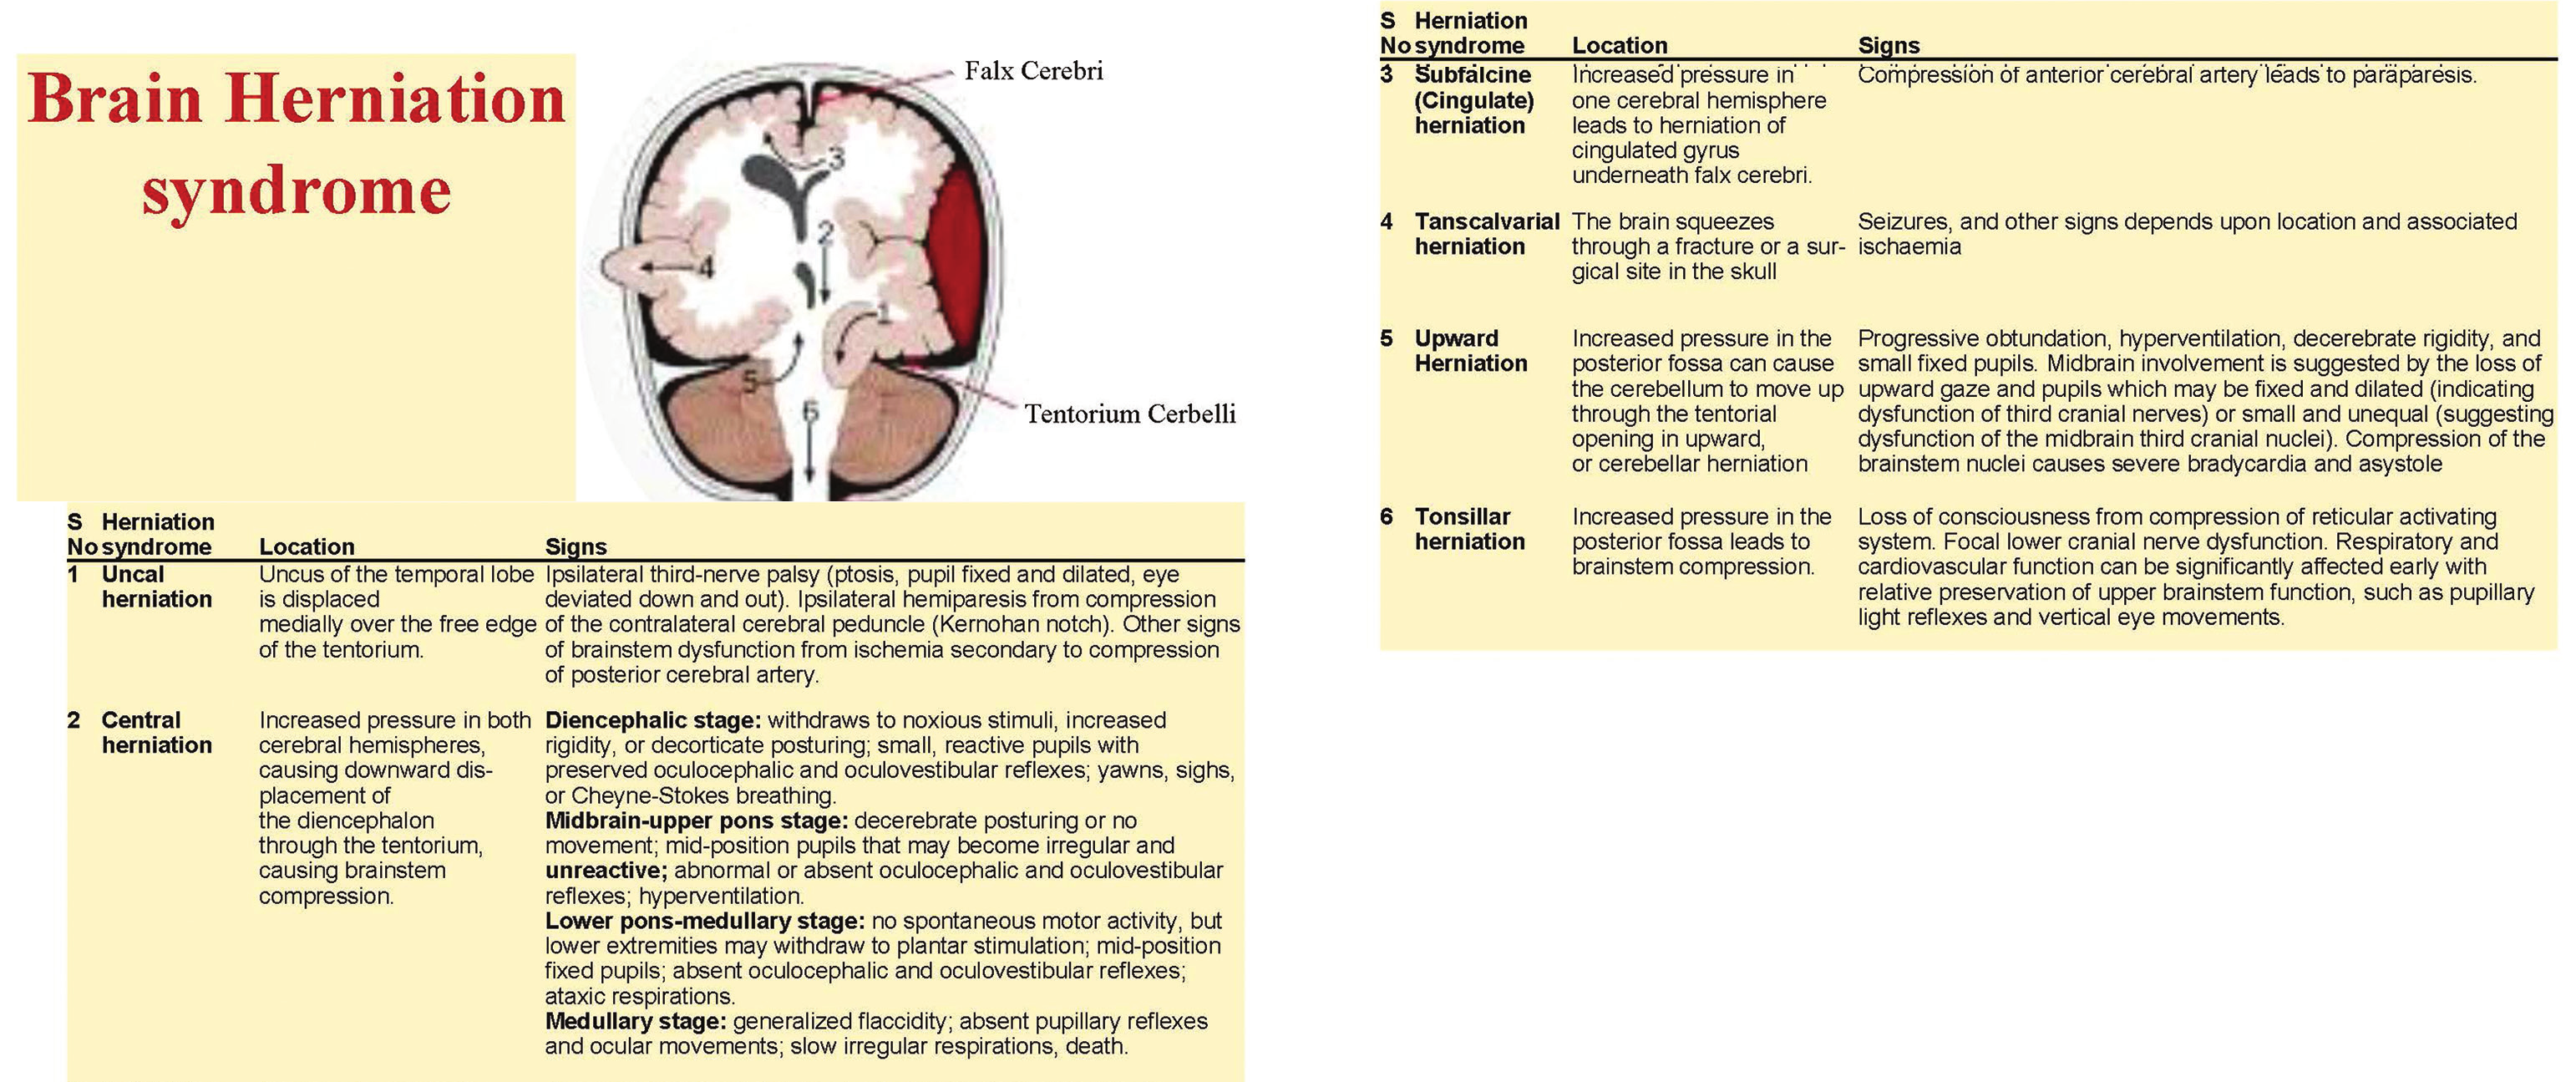 Brain Herniation
syndrome
Falx Cerebri
3
2
4
1
5
6
Tentorium Cerbelli
S Herniation
No syndrome Location Signs
1 Uncal Uncus of the temporal lobe Ipsilateral third-nerve palsy (ptosis, pupil fixed and dilated, eye
herniation is displaced deviated down and out). Ipsilateral hemiparesis from compression
medially over the free edge of the contralateral cerebral peduncle (Kernohan notch). Other signs
of the tentorium. of brainstem dysfunction from ischemia secondary to compression
of posterior cerebral artery.
2 Central Increased pressure in both Diencephalic stage: withdraws to noxious stimuli, increased
herniation cerebral hemispheres, rigidity, or decorticate posturing; small, reactive pupils with
causing downward dis- preserved oculocephalic and oculovestibular reflexes; yawns, sighs,
placement of or Cheyne-Stokes breathing.
the diencephalon Midbrain-upper pons stage: decerebrate posturing or no
through the tentorium, movement; mid-position pupils that may become irregular and
causing brainstem unreactive; abnormal or absent oculocephalic and oculovestibular
compression. reflexes; hyperventilation.
Lower pons-medullary stage: no spontaneous motor activity, but
lower extremities may withdraw to plantar stimulation; mid-position
fixed pupils; absent oculocephalic and oculovestibular reflexes;
ataxic respirations.
Medullary stage: generalized flaccidity; absent pupillary reflexes
and ocular movements; slow irregular respirations, death.
S Herniation
No syndrome Location Signs
3 Subfalcine Increased pressure in Compression of anterior cerebral artery leads to paraparesis.
(Cingulate) one cerebral hemisphere
herniation leads to herniation of
cingulated gyrus
underneath falx cerebri.
4 Tanscalvarial The brain squeezes Seizures, and other signs depends upon location and associated
herniation through a fracture or a sur- ischaemia
gical site in the skull
5 Upward Increased pressure in the Progressive obtundation, hyperventilation, decerebrate rigidity, and
Herniation posterior fossa can cause small fixed pupils. Midbrain involvement is suggested by the loss of
the cerebellum to move up upward gaze and pupils which may be fixed and dilated (indicating
through the tentorial dysfunction of third cranial nerves) or small and unequal (suggesting
opening in upward, dysfunction of the midbrain third cranial nuclei). Compression of the
or cerebellar herniation brainstem nuclei causes severe bradycardia and asystole
6 Tonsillar Increased pressure in the Loss of consciousness from compression of reticular activating
herniation posterior fossa leads to system. Focal lower cranial nerve dysfunction. Respiratory and
brainstem compression. cardiovascular function can be significantly affected early with
relative preservation of upper brainstem function, such as pupillary
light reflexes and vertical eye movements.